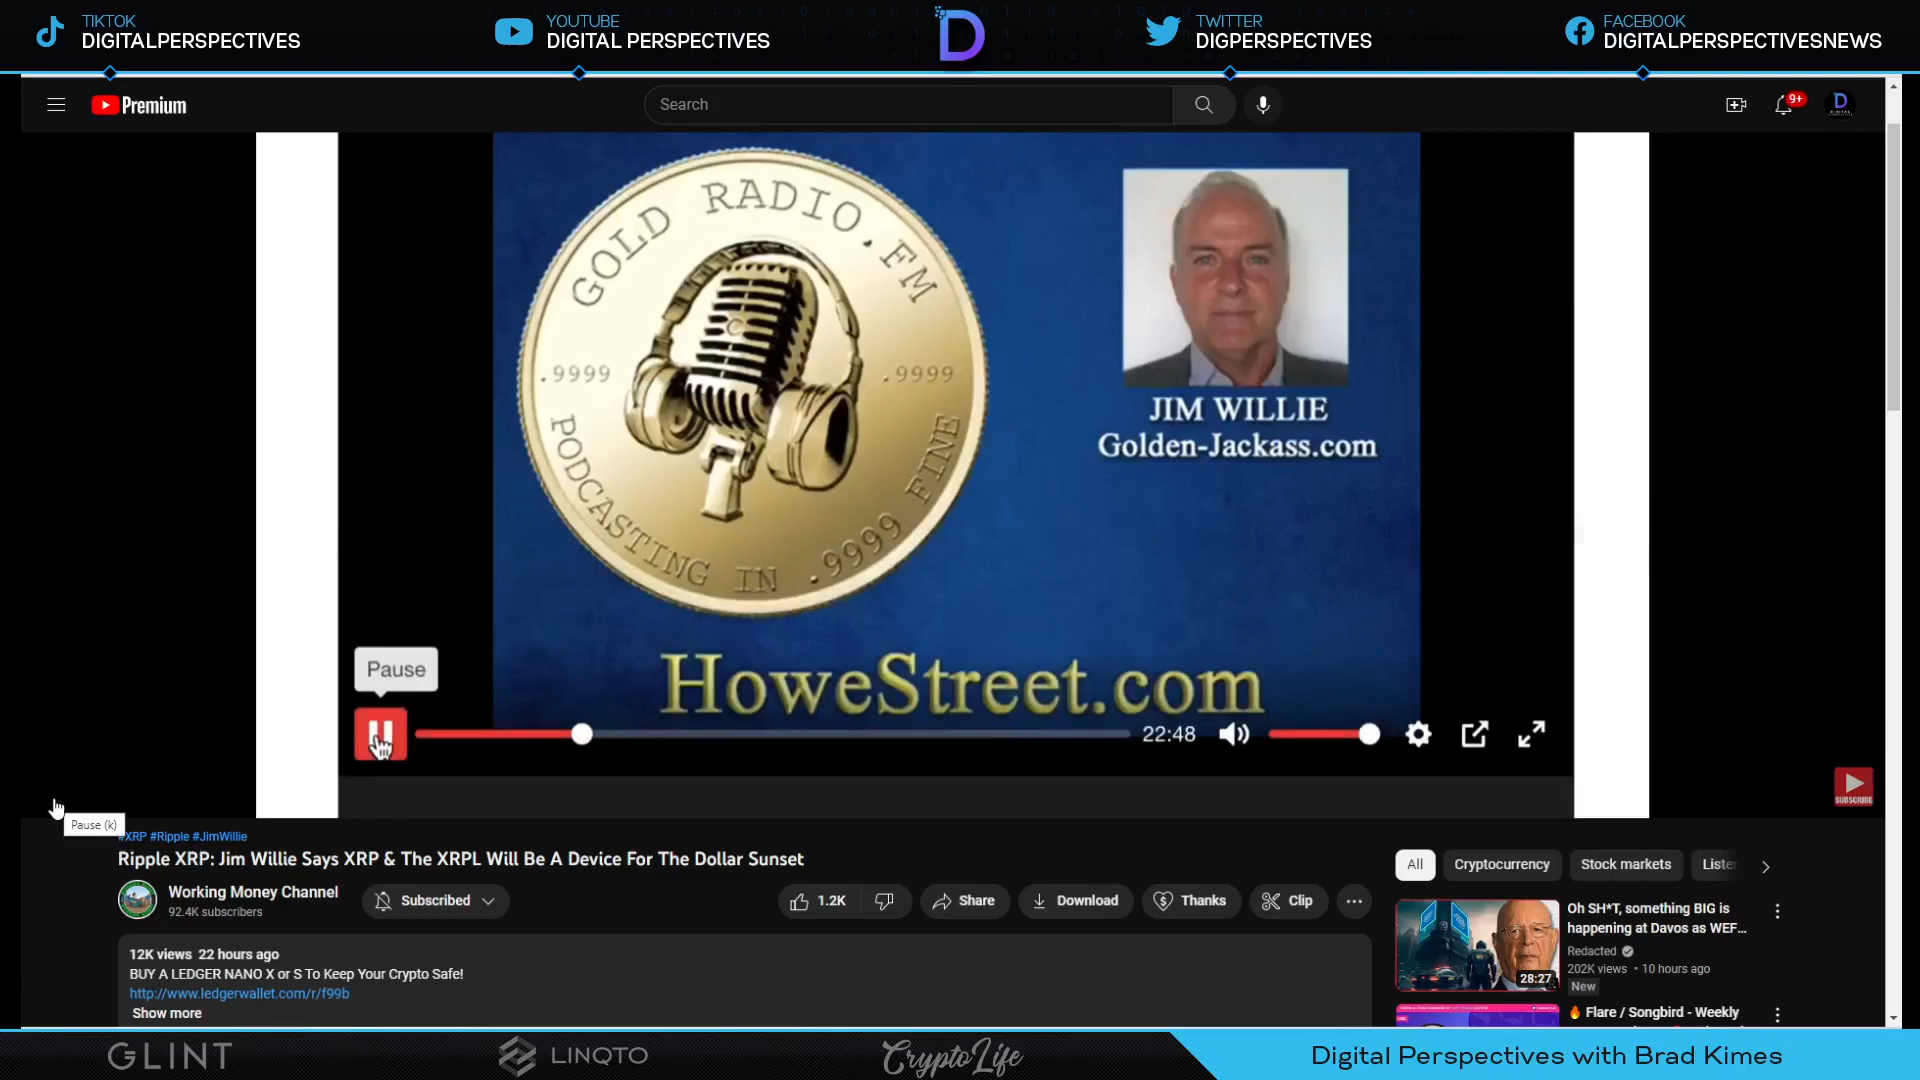 TIKTOK
DIGITALPERSPECTIVES
YOUTUBE
DIGITAL PERSPECTIVES
D
TWITTER
DIGPERSPECTIVES
FACEBOOK
DIGITALPERSPECTIVESNEWS
Premium
Search
9+
D
GOLD RADIO.FM
.9999
.9999
PODCASTING IN .9999 FINE
JIM WILLIE
Golden-Jackass.com
HoweStreet.com
Pause
22:48
SUBSCRIBE
Pause (k)
#XRP #Ripple #JimWillie
Ripple XRP: Jim Willie Says XRP & The XRPL Will Be A Device For The Dollar Sunset
Working Money Channel
92.4K subscribers
Subscribed
1.2K
Share
Download
Thanks
Clip
12K views 22 hours ago
BUY A LEDGER NANO X or S To Keep Your Crypto Safe!
http://www.ledgerwallet.com/r/f99b
Show more
All
Cryptocurrency
Stock markets
Liste
28:27
Oh SH*T, something BIG is
happening at Davos as WEF...
Redacted
202K views • 10 hours ago
New
Flare / Songbird - Weekly
GLINT
LINQTO
CryptoLife
Digital Perspectives with Brad Kimes